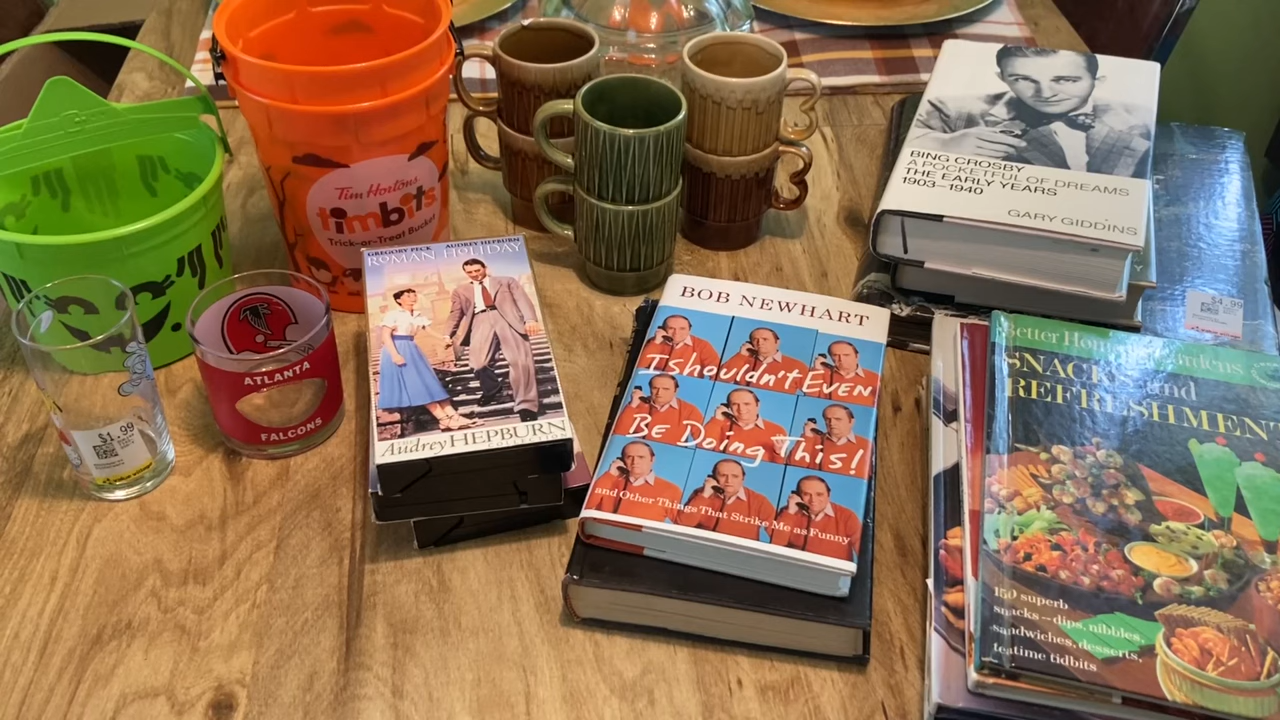 Tim Hortons
timbits
Trick-or-Treat Bucket
ATLANTA
FALCONS
$1.99
GREGORY PECK AUDREY HEPBURN
ROMAN HOLIDAY
THE
Audrey HEPBURN
COLLECTION
BOB NEWHART
I Shouldn't EVEN
BE DOING THIS!
and Other Things That Strike Me as Funny
BING CROSBY
A POCKETFUL OF DREAMS
THE EARLY YEARS
1903–1940
GARY GIDDINS
$4.99
Better Homes Gardens
SNACKS and
REFRESHMENT
150 superb
snacks--dips, nibbles,
sandwiches, desserts,
teatime tidbits